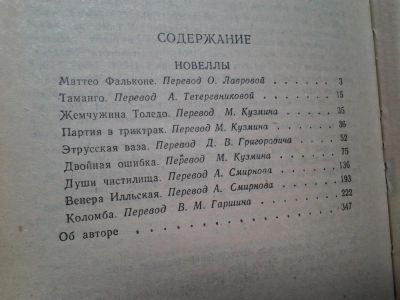 СОДЕРЖАНИЕ
НОВЕЛЛЫ
Маттео Фальконе. Перевод О. Лавровой . . . . . . . 3
Таманго. Перевод А. Тетеревниковой . . . . . . . 15
Жемчужина Толедо. Перевод М. Кузмина . . . . . 35
Партия в триктрак. Перевод М. Кузмина . . . . . 36
Этрусская ваза. Перевод Д. В. Григоровича . . . . 52
Двойная ошибка. Перевод М. Кузмина . . . . . . 75
Души чистилища. Перевод А. Смирнова . . . . . 136
Венера Илльская. Перевод А. Смирнова . . . . . 193
Коломба. Перевод В. М. Гаршина . . . . . . . 222
Об авторе . . . . . . . . . . . . 347